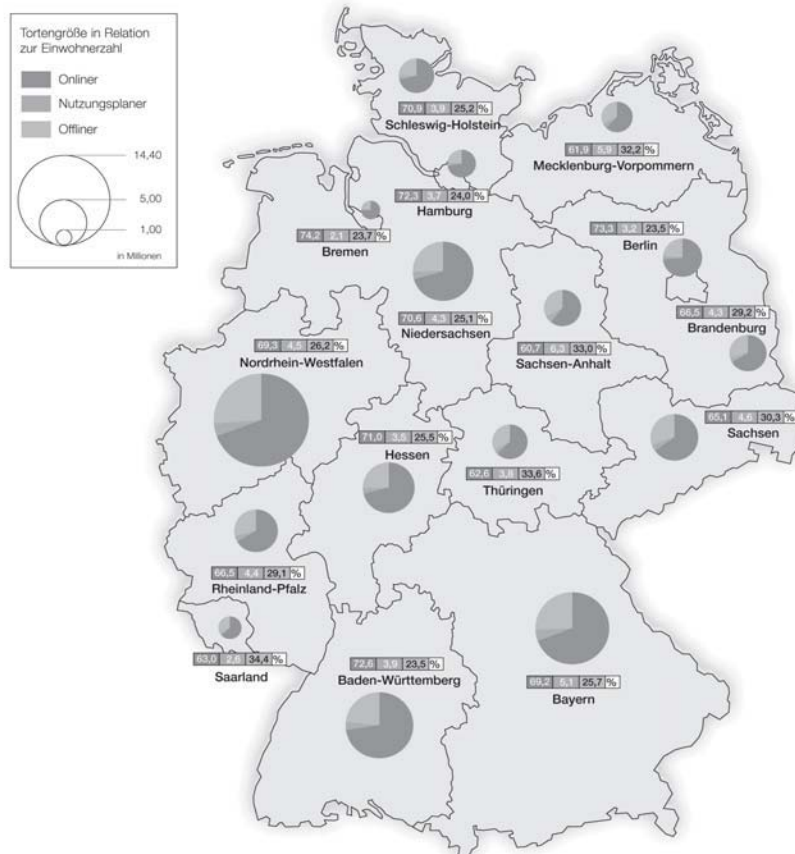 Tortengröße in Relation
zur Einwohnerzahl
Onliner
Nutzungsplaner
Offliner
14,40
5,00
1,00
in Millionen
70,9 3,9 25,2 %
Schleswig-Holstein
61,9 5,9 32,2 %
Mecklenburg-Vorpommern
72,3 3,7 24,0 %
Hamburg
74,2 2,1 23,7 %
Bremen
73,3 3,2 23,5 %
Berlin
70,6 4,3 25,1 %
Niedersachsen
66,5 4,3 29,2 %
Brandenburg
69,3 4,5 26,2 %
Nordrhein-Westfalen
60,7 6,3 33,0 %
Sachsen-Anhalt
71,0 3,5 25,5 %
Hessen
65,1 4,6 30,3 %
Sachsen
62,6 3,8 33,6 %
Thüringen
66,5 4,4 29,1 %
Rheinland-Pfalz
63,0 2,6 34,4 %
Saarland
72,6 3,9 23,5 %
Baden-Württemberg
69,2 5,1 25,7 %
Bayern